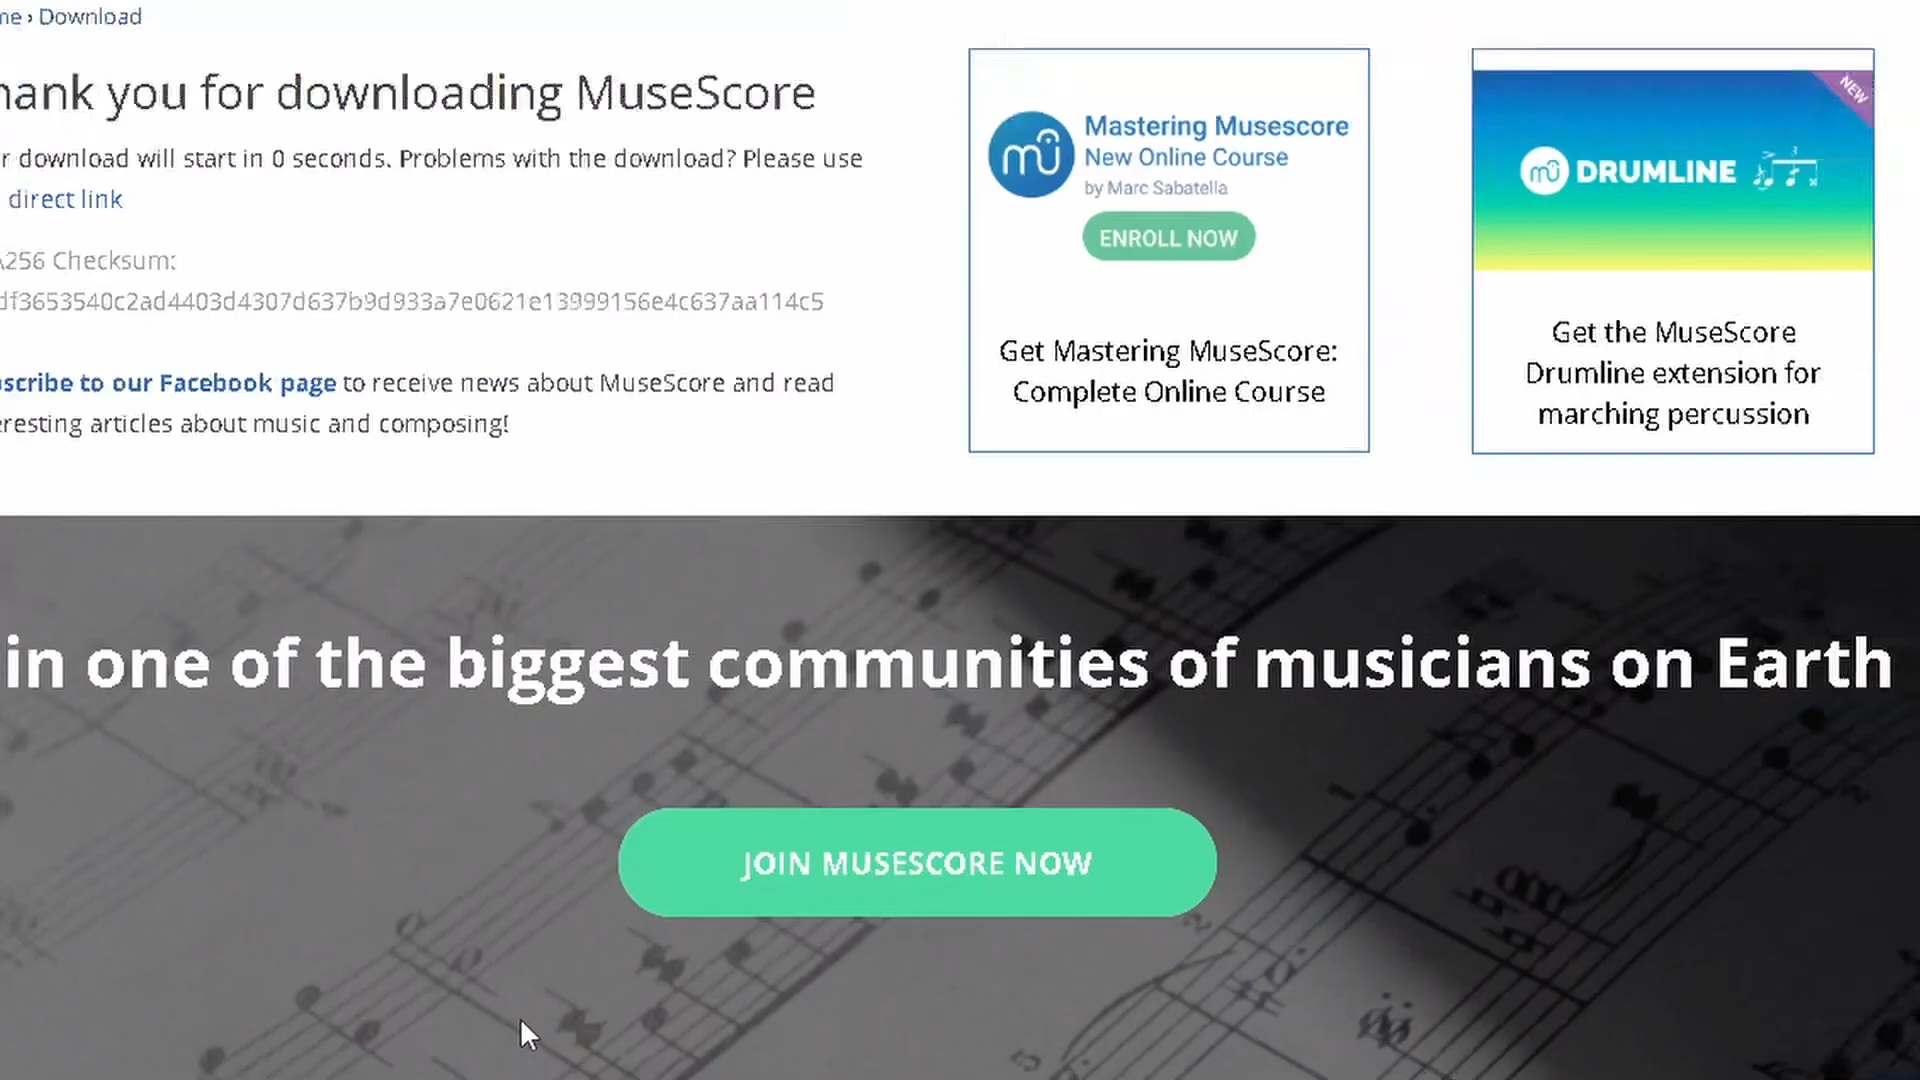 me › Download
hank you for downloading MuseScore
r download will start in 0 seconds. Problems with the download? Please use
direct link
A256 Checksum:
df3653540c2ad4403d4307d637b9d933a7e0621e13999156e4c637aa114c5
oscribe to our Facebook page to receive news about MuseScore and read
eresting articles about music and composing!
Mastering Musescore
New Online Course
by Marc Sabatella
ENROLL NOW
Get Mastering MuseScore:
Complete Online Course
NEW
DRUMLINE
Get the MuseScore
Drumline extension for
marching percussion
in one of the biggest communities of musicians on Earth
JOIN MUSESCORE NOW